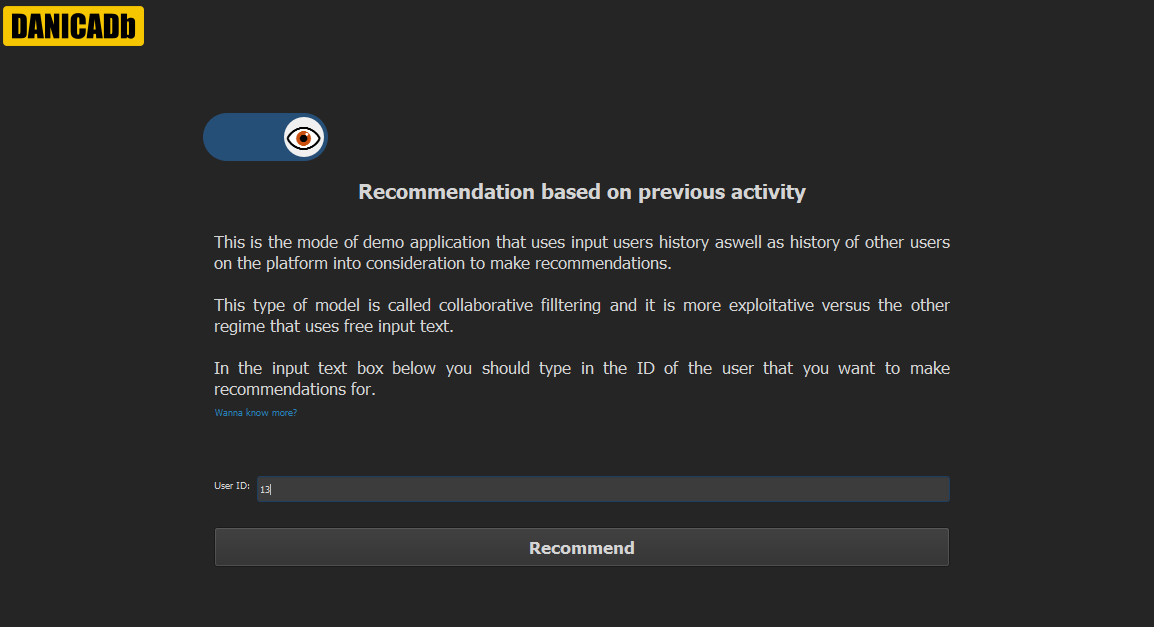 DANICADb
Recommendation based on previous activity
This is the mode of demo application that uses input users history aswell as history of other users
on the platform into consideration to make recommendations.
This type of model is called collaborative filltering and it is more exploitative versus the other
regime that uses free input text.
In the input text box below you should type in the ID of the user that you want to make
recommendations for.
Wanna know more?
User ID: 13
Recommend